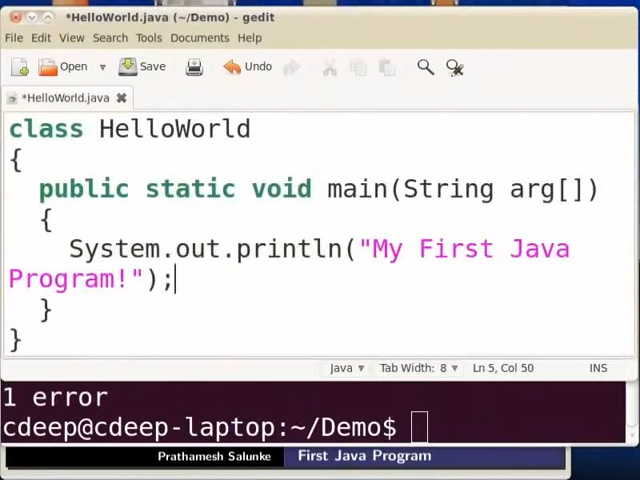 *HelloWorld.java (~/Demo) - gedit
File Edit View Search Tools Documents Help
Open Save Undo
*HelloWorld.java
class HelloWorld
{
public static void main(String arg[])
{
System.out.println("My First Java
Program!");
}
}
Java Tab Width: 8 Ln 5, Col 50 INS
1 error
cdeep@cdeep-laptop:~/Demo$
Prathamesh Salunke First Java Program